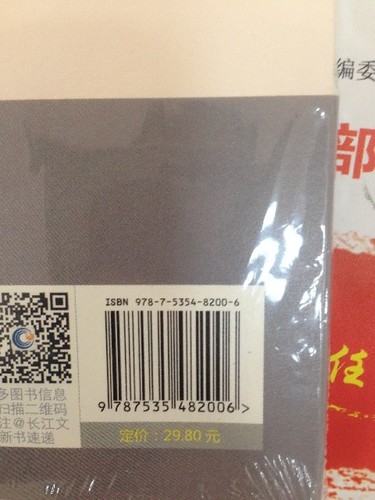 编委
部
ISBN 978-7-5354-8200-6
9 787535 482006 >
定价：29.80 元
多图书信息
扫描二维码
注@长江文
新书速递
任